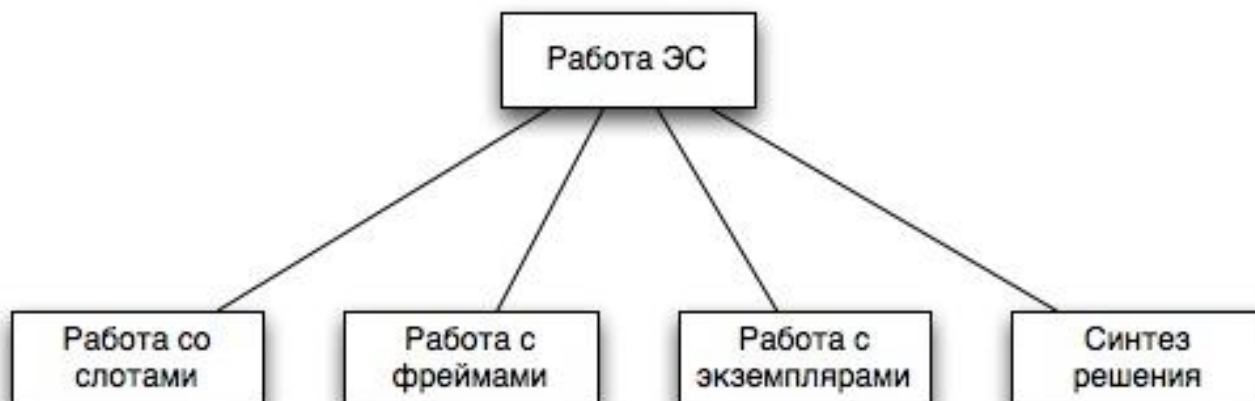 Работа ЭС
Работа со
слотами
Работа с
фреймами
Работа с
экземплярами
Синтез
решения